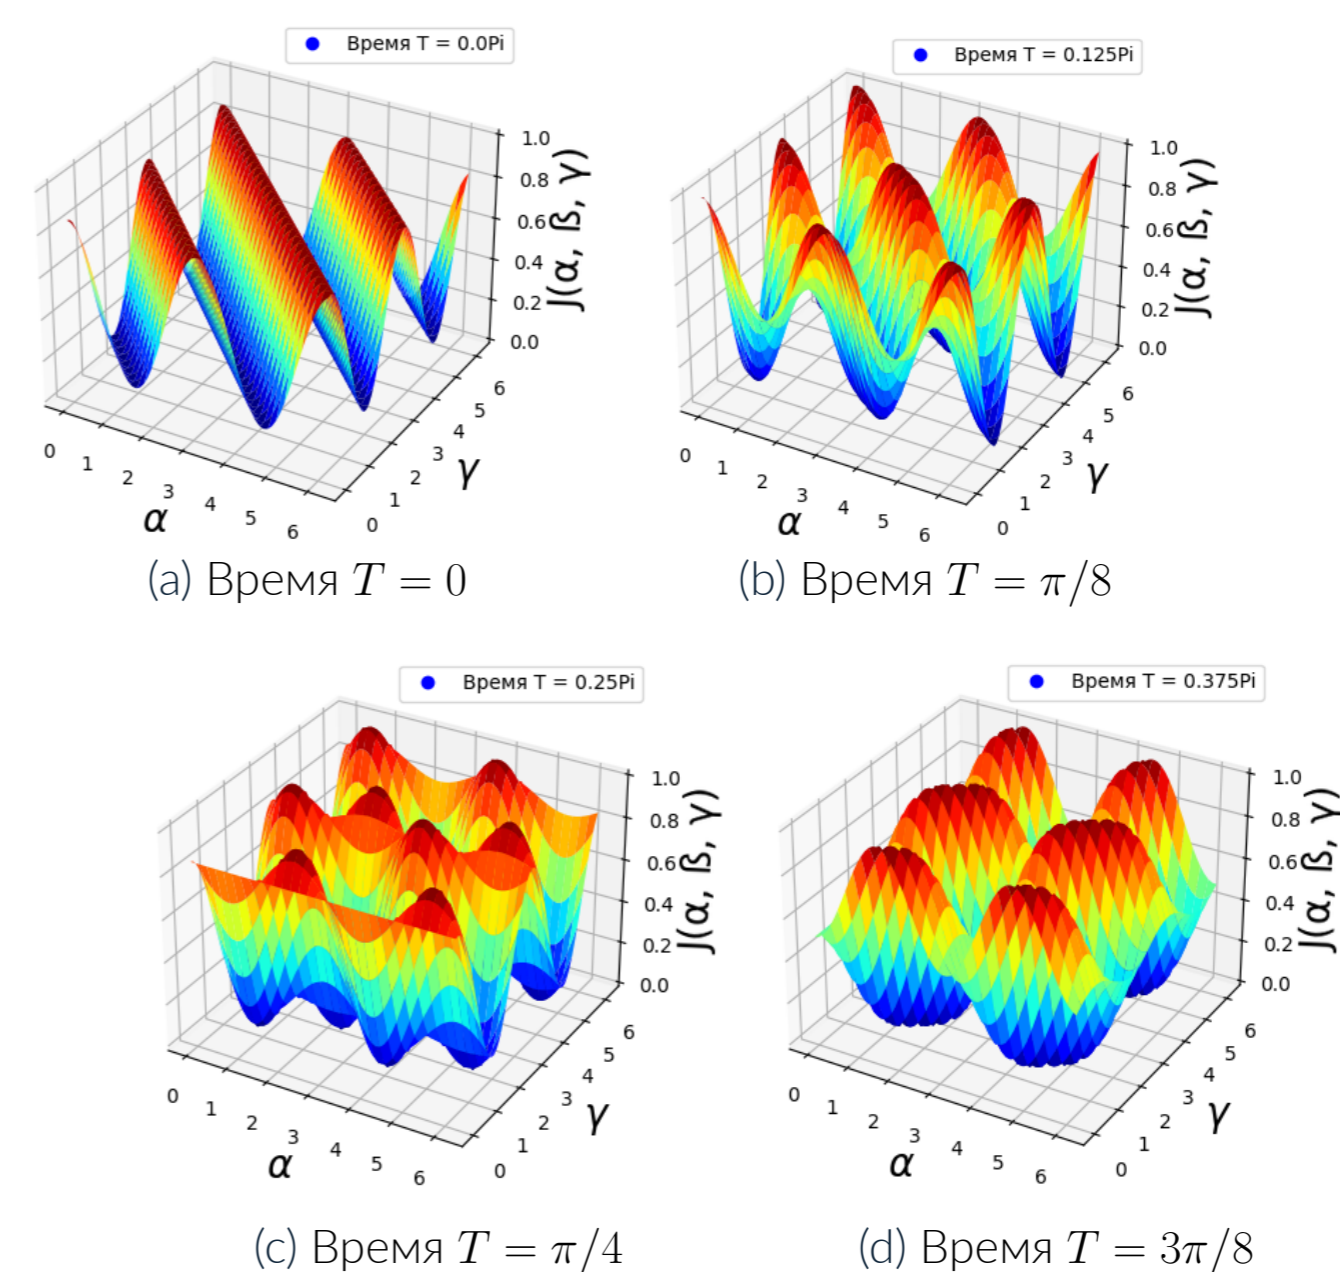 Время T = 0.0Pi
1.0
0.8
0.6
0.4
0.2
0.0
J(α, ß, γ)
0 1 2 3 4 5 6
α
0 1 2 3 4 5 6
γ
(a) Время T = 0
Время T = 0.125Pi
1.0
0.8
0.6
0.4
0.2
0.0
J(α, ß, γ)
0 1 2 3 4 5 6
α
0 1 2 3 4 5 6
γ
(b) Время T = π/8
Время T = 0.25Pi
1.0
0.8
0.6
0.4
0.2
0.0
J(α, ß, γ)
0 1 2 3 4 5 6
α
0 1 2 3 4 5 6
γ
(c) Время T = π/4
Время T = 0.375Pi
1.0
0.8
0.6
0.4
0.2
0.0
J(α, ß, γ)
0 1 2 3 4 5 6
α
0 1 2 3 4 5 6
γ
(d) Время T = 3π/8